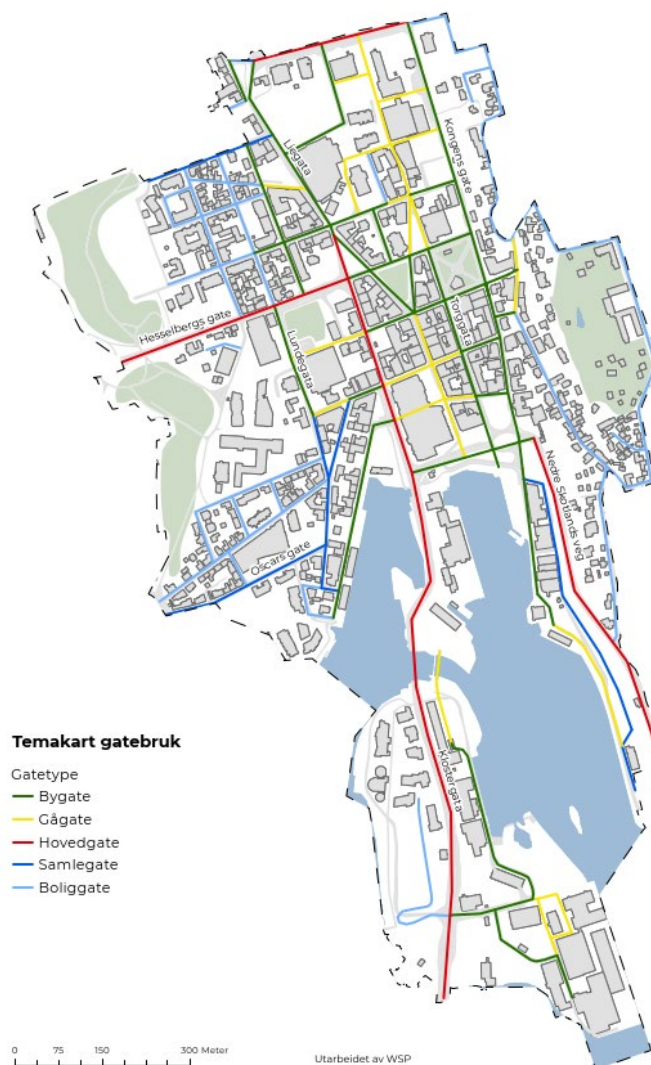 Liegata
Kongens gate
Hesselbergs gate
Lundegata
Torggata
Nedre Skotlands veg
Oscars gate
Klostergata
Temakart gatebruk
Gatetype
Bygate
Gågate
Hovedgate
Samlegate
Boliggate
0 75 150 300 Meter
Utarbeidet av WSP